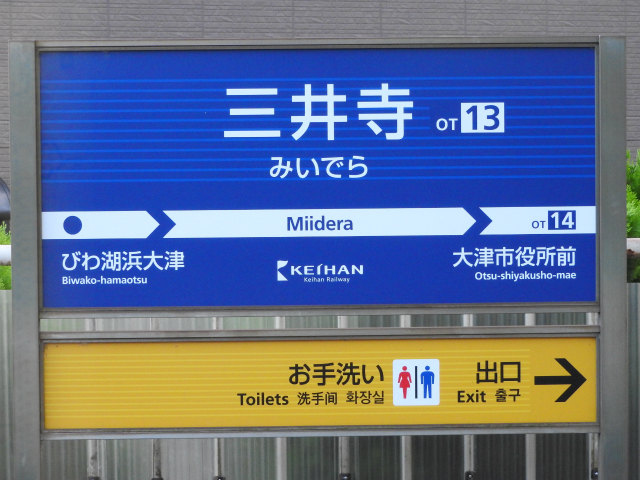 三井寺 OT 13
みいでら
Miidera OT 14
びわ湖浜大津
Biwako-hamaotsu
KEIHAN
Keihan Railway
大津市役所前
Otsu-shiyakusho-mae
お手洗い
Toilets 洗手间 화장실
出口
Exit 출구